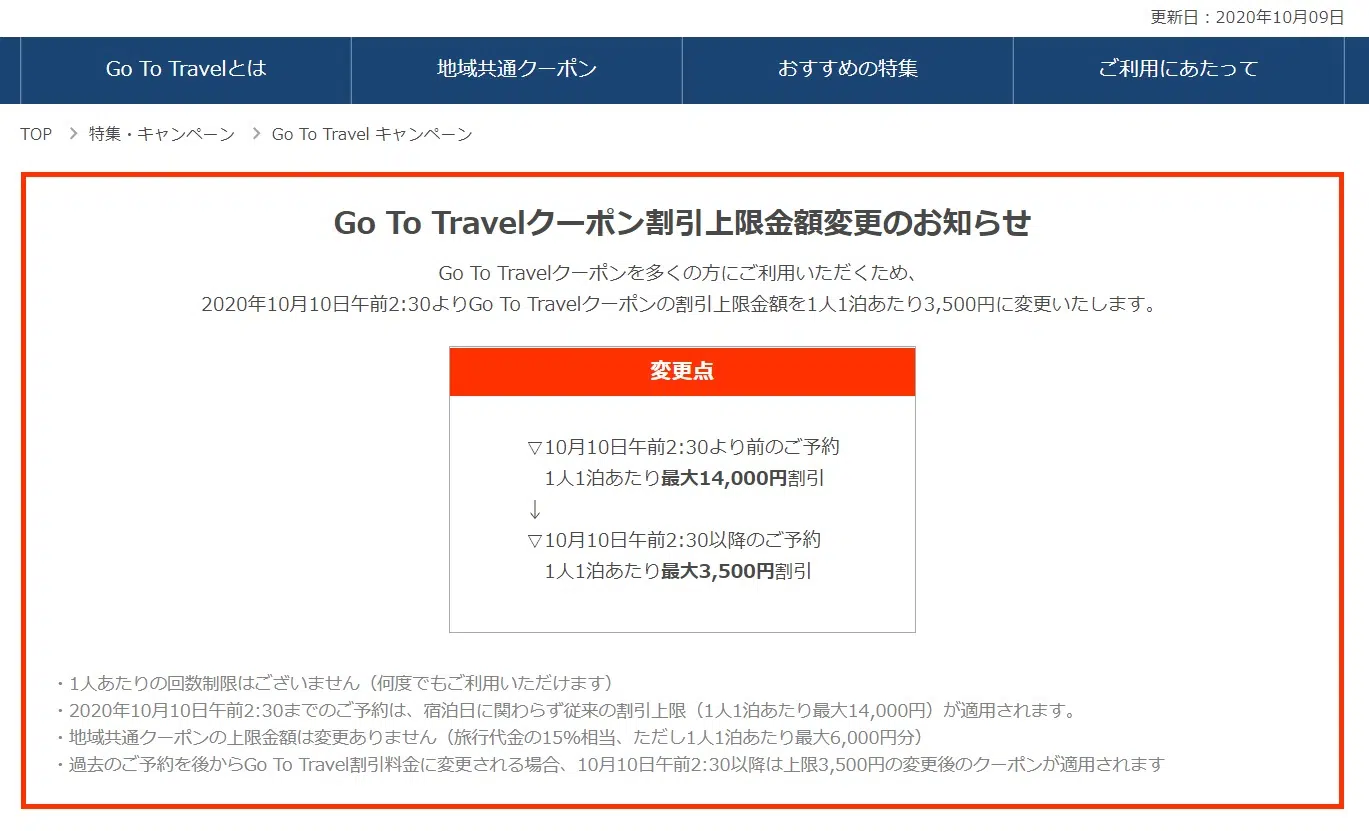 更新日：2020年10月09日
Go To Travelとは
地域共通クーポン
おすすめの特集
ご利用にあたって
TOP > 特集・キャンペーン > Go To Travel キャンペーン
Go To Travelクーポン割引上限金額変更のお知らせ
Go To Travelクーポンを多くの方にご利用いただくため、
2020年10月10日午前2:30よりGo To Travelクーポンの割引上限金額を1人1泊あたり3,500円に変更いたします。
変更点
▽10月10日午前2:30より前のご予約
1人1泊あたり最大14,000円割引
↓
▽10月10日午前2:30以降のご予約
1人1泊あたり最大3,500円割引
・1人あたりの回数制限はございません（何度でもご利用いただけます）
・2020年10月10日午前2:30までのご予約は、宿泊日に関わらず従来の割引上限（1人1泊あたり最大14,000円）が適用されます。
・地域共通クーポンの上限金額は変更ありません（旅行代金の15%相当、ただし1人1泊あたり最大6,000円分）
・過去のご予約を後からGo To Travel割引料金に変更される場合、10月10日午前2:30以降は上限3,500円の変更後のクーポンが適用されます